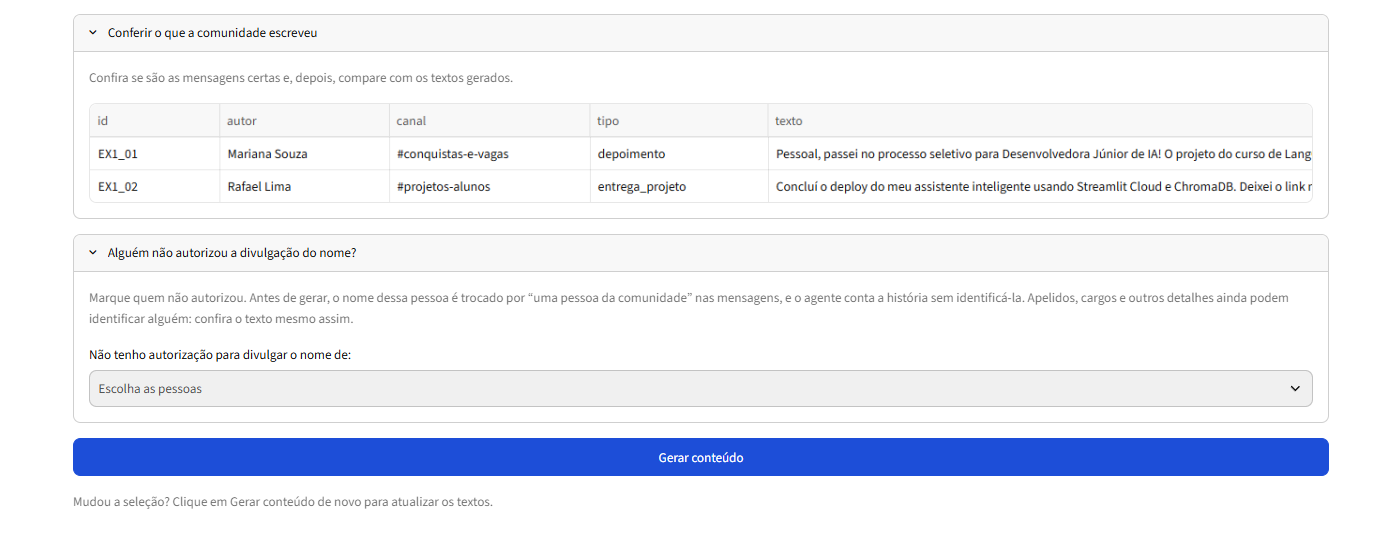 Conferir o que a comunidade escreveu
Confira se são as mensagens certas e, depois, compare com os textos gerados.
id autor canal tipo texto
EX1_01 Mariana Souza #conquistas-e-vagas depoimento Pessoal, passei no processo seletivo para Desenvolvedora Júnior de IA! O projeto do curso de Lang
EX1_02 Rafael Lima #projetos-alunos entrega_projeto Concluí o deploy do meu assistente inteligente usando Streamlit Cloud e ChromaDB. Deixei o link
Alguém não autorizou a divulgação do nome?
Marque quem não autorizou. Antes de gerar, o nome dessa pessoa é trocado por “uma pessoa da comunidade” nas mensagens, e o agente conta a história sem identificá-la. Apelidos, cargos e outros detalhes ainda podem
identificar alguém: confira o texto mesmo assim.
Não tenho autorização para divulgar o nome de:
Escolha as pessoas
Gerar conteúdo
Mudou a seleção? Clique em Gerar conteúdo de novo para atualizar os textos.